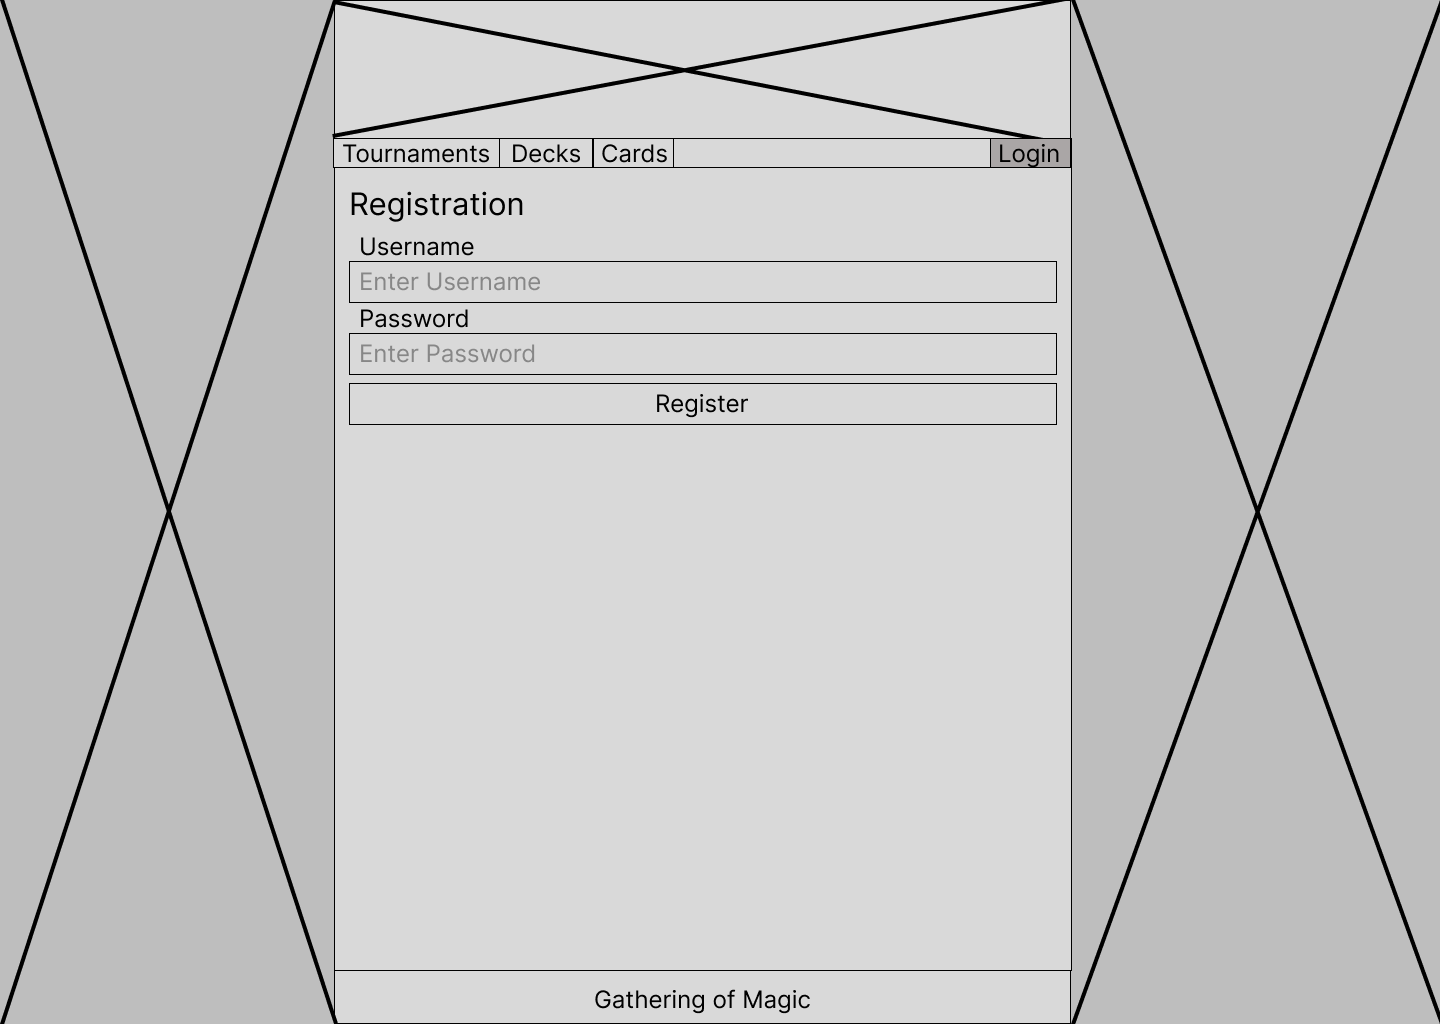 Tournaments Decks Cards Login
Registration
Username
Enter Username
Password
Enter Password
Register
Gathering of Magic